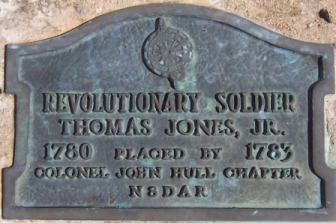 REVOLUTIONARY SOLDIER
THOMAS JONES, JR.
1780 PLACED BY 1783
COLONEL JOHN HULL CHAPTER
NSDAR